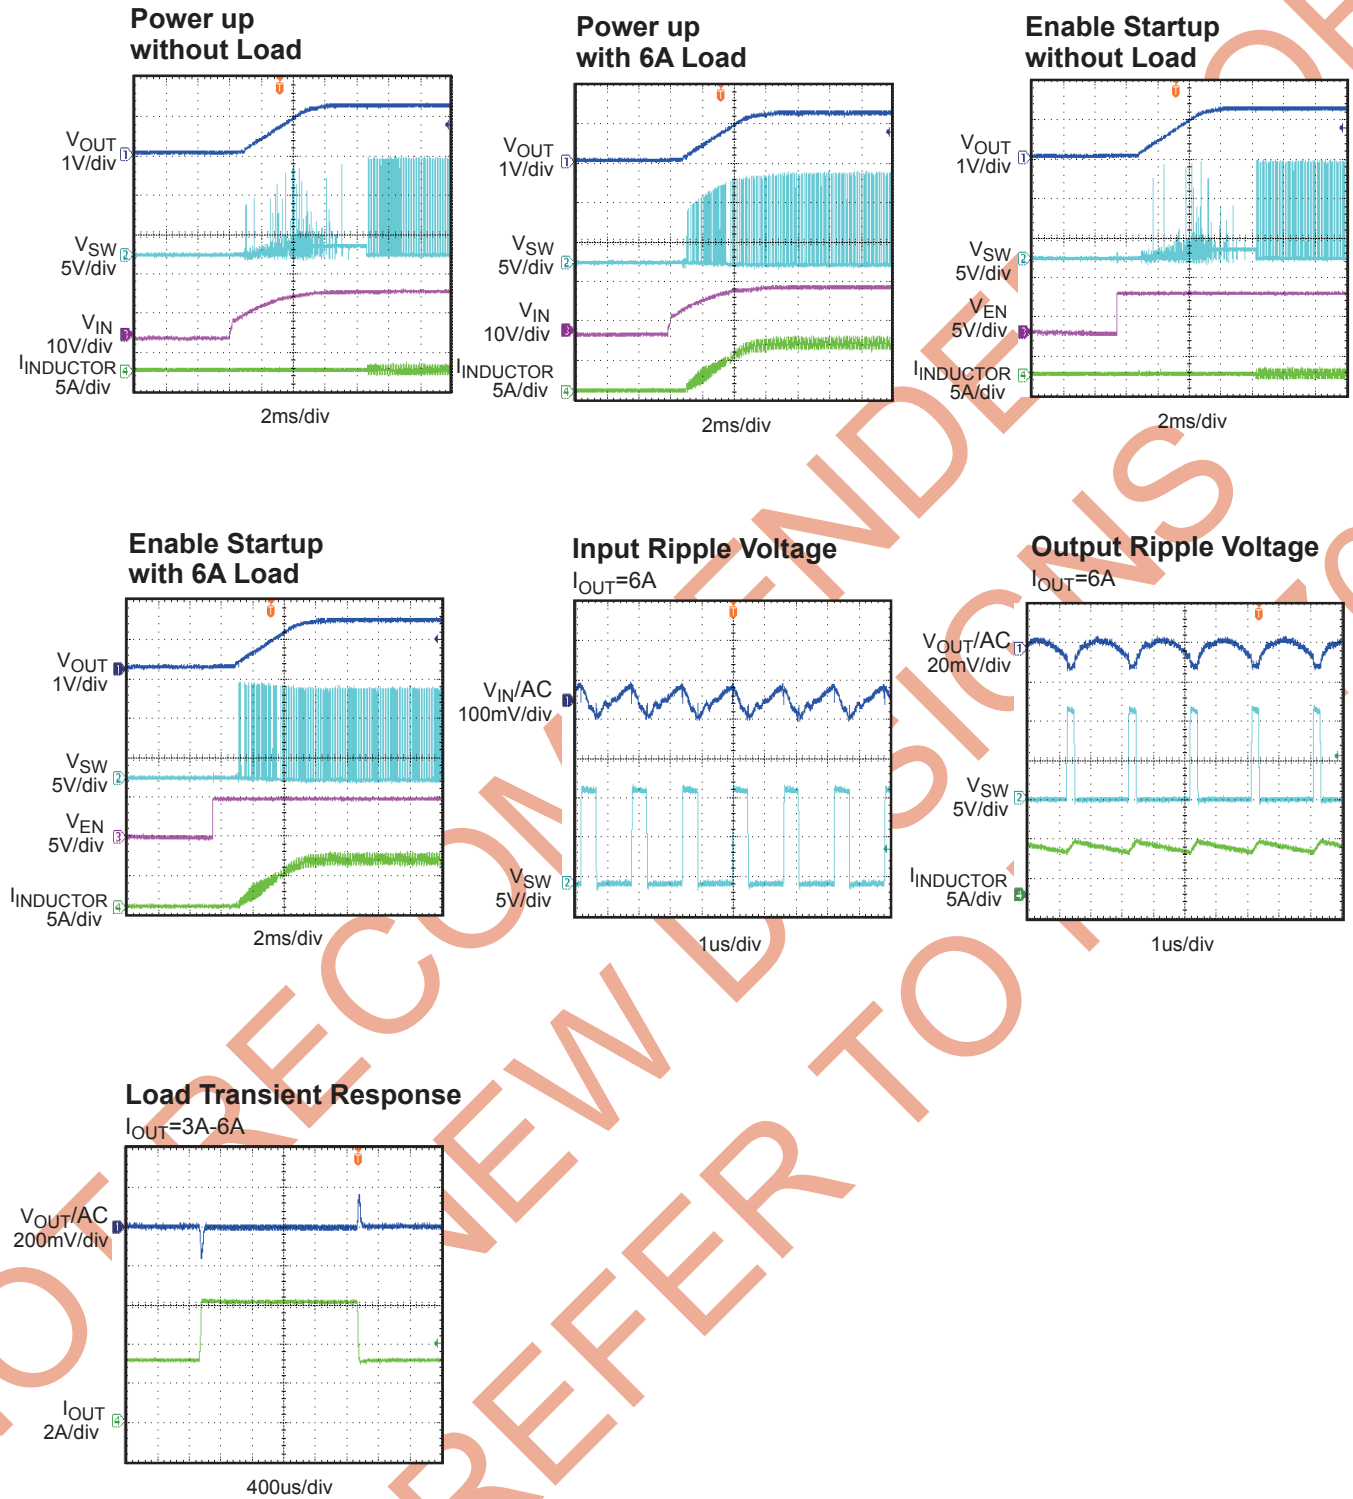 Power up
without Load
VOUT
1V/div
VSW
5V/div
VIN
10V/div
IINDUCTOR
5A/div
2ms/div
Power up
with 6A Load
VOUT
1V/div
VSW
5V/div
VIN
10V/div
IINDUCTOR
5A/div
2ms/div
Enable Startup
without Load
VOUT
1V/div
VSW
5V/div
VEN
5V/div
IINDUCTOR
5A/div
2ms/div
Enable Startup
with 6A Load
VOUT
1V/div
VSW
5V/div
VEN
5V/div
IINDUCTOR
5A/div
2ms/div
Input Ripple Voltage
IOUT=6A
VIN/AC
100mV/div
VSW
5V/div
1us/div
Output Ripple Voltage
IOUT=6A
VOUT/AC
20mV/div
VSW
5V/div
IINDUCTOR
5A/div
1us/div
Load Transient Response
IOUT=3A-6A
VOUT/AC
200mV/div
IOUT
2A/div
400us/div
REFER TO